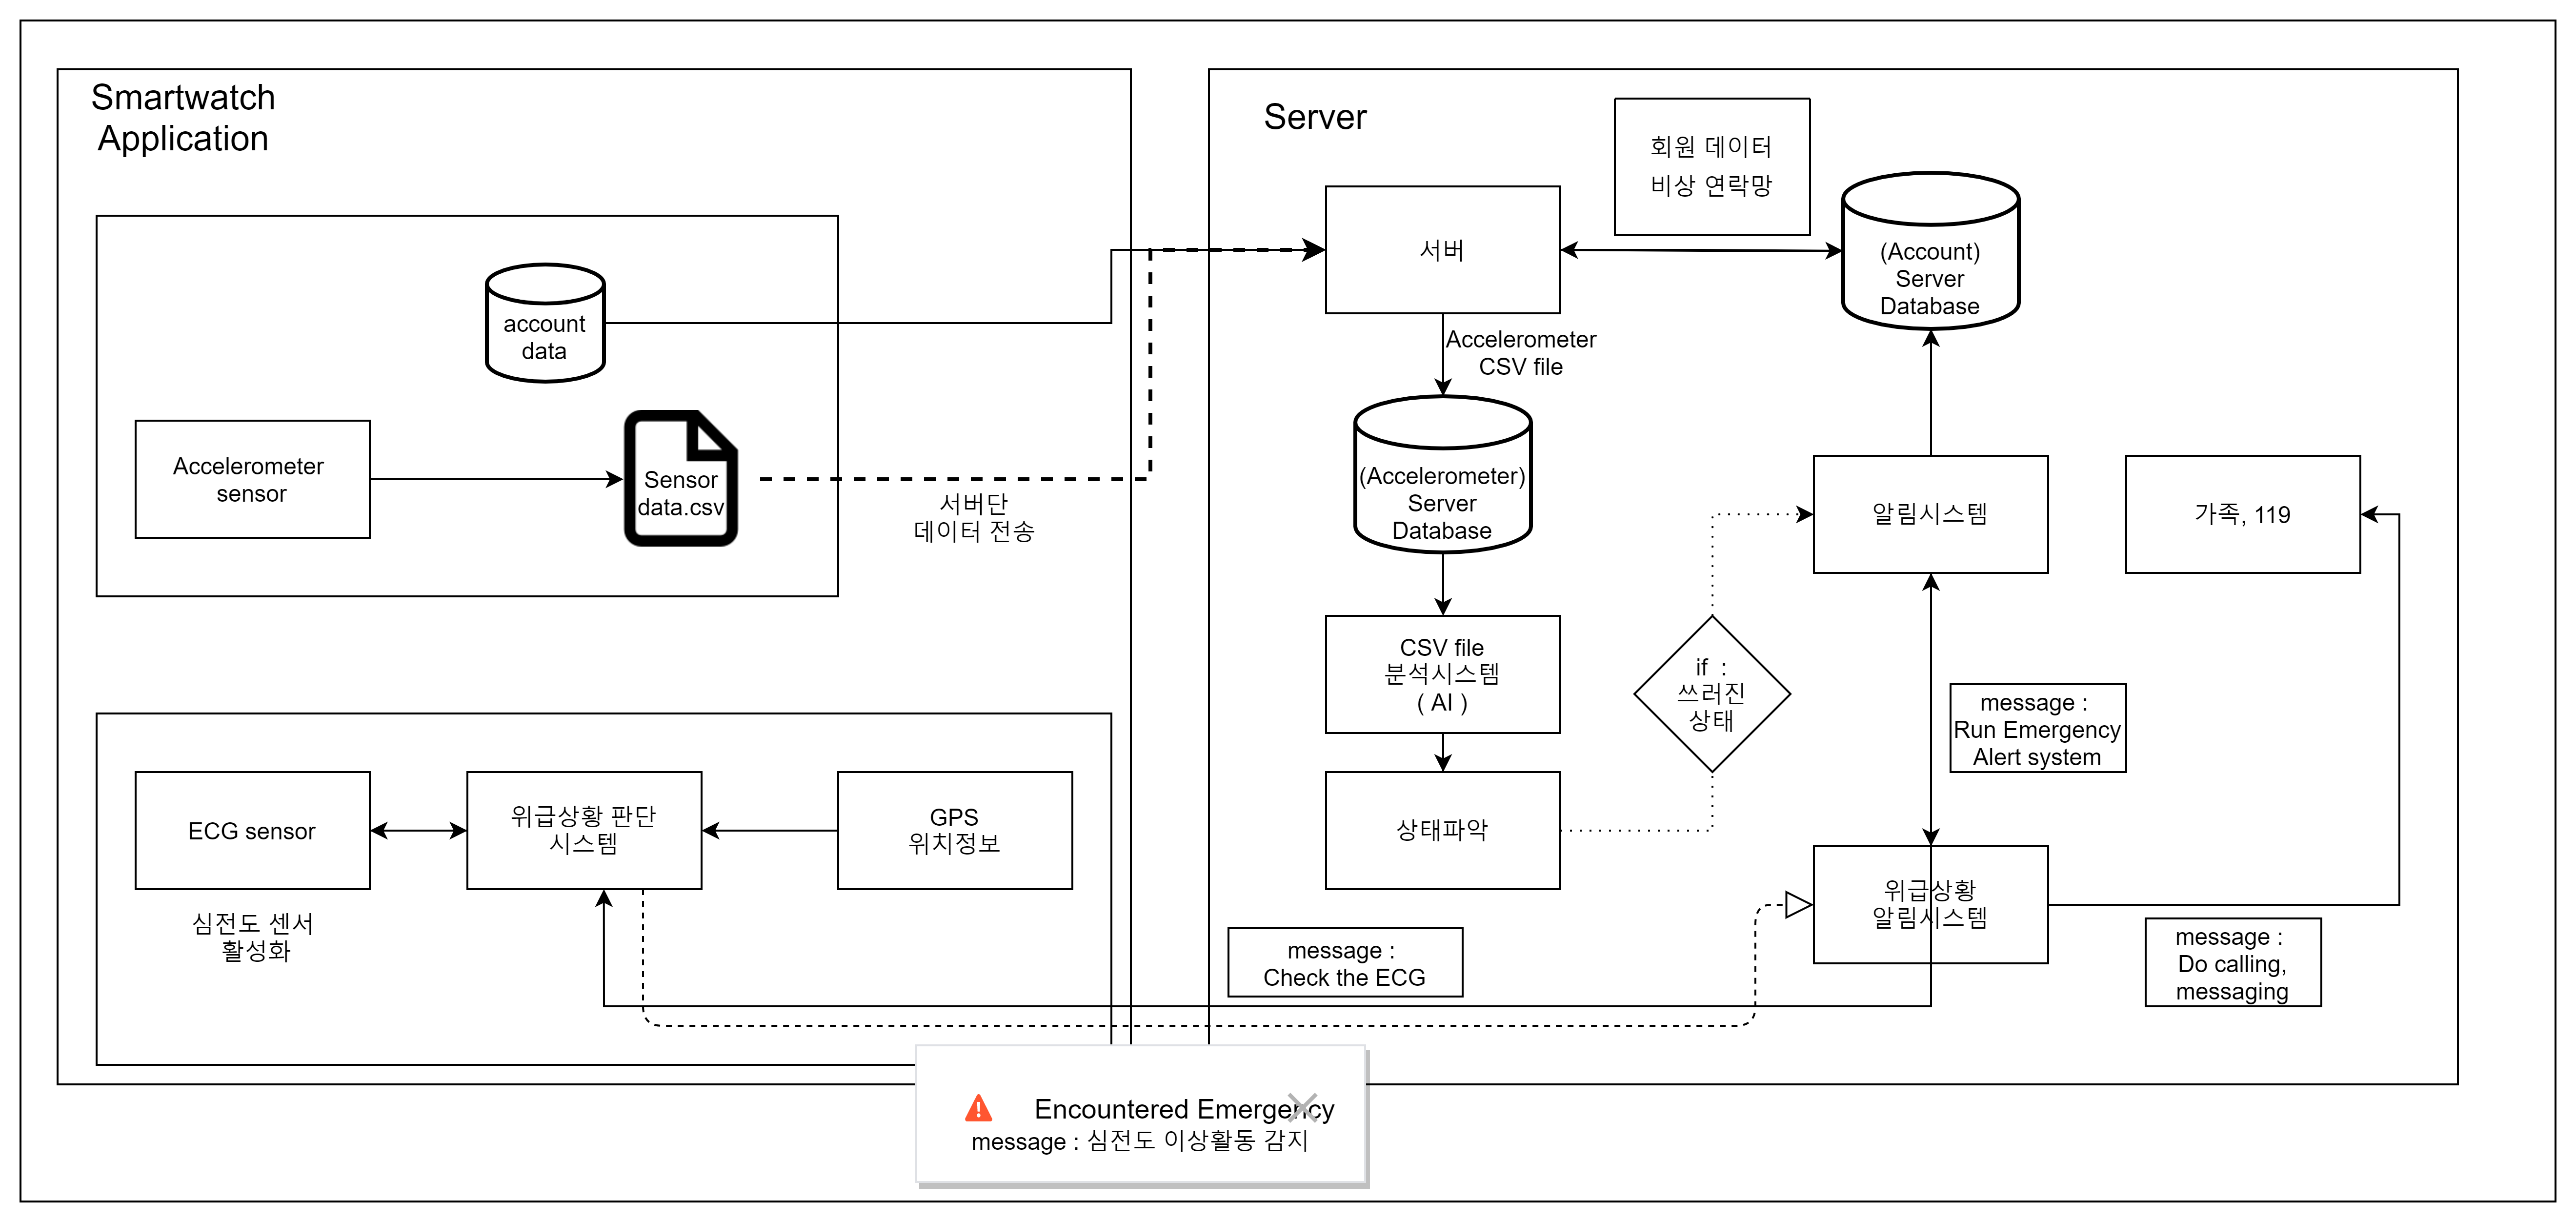 Smartwatch
Application
account
data
Accelerometer
sensor
Sensor
data.csv
서버단
데이터 전송
ECG sensor
심전도 센서
활성화
위급상황 판단
시스템
GPS
위치정보
Server
서버
회원 데이터
비상 연락망
(Account)
Server
Database
Accelerometer
CSV file
(Accelerometer)
Server
Database
CSV file
분석시스템
( AI )
상태파악
if :
쓰러진
상태
알림시스템
가족, 119
message :
Run Emergency
Alert system
위급상황
알림시스템
message :
Do calling,
messaging
message :
Check the ECG
Encountered Emergency
message : 심전도 이상활동 감지